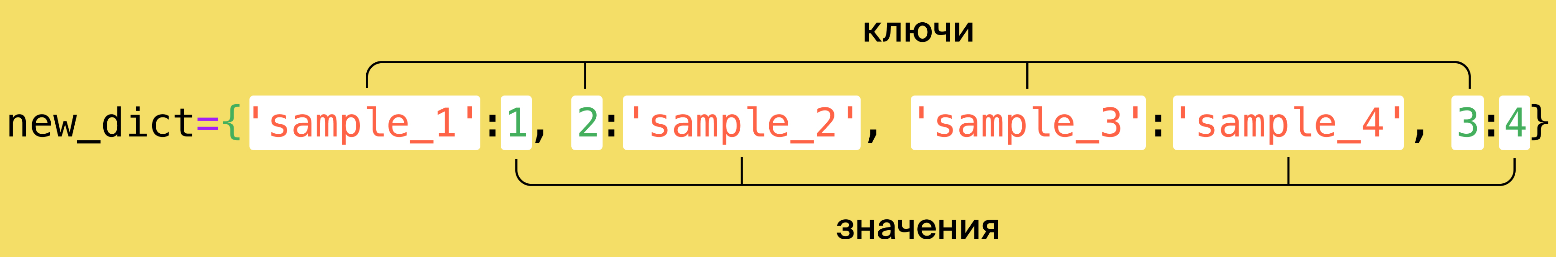 ключи
new_dict={'sample_1':1, 2:'sample_2', 'sample_3':'sample_4', 3:4}
значения